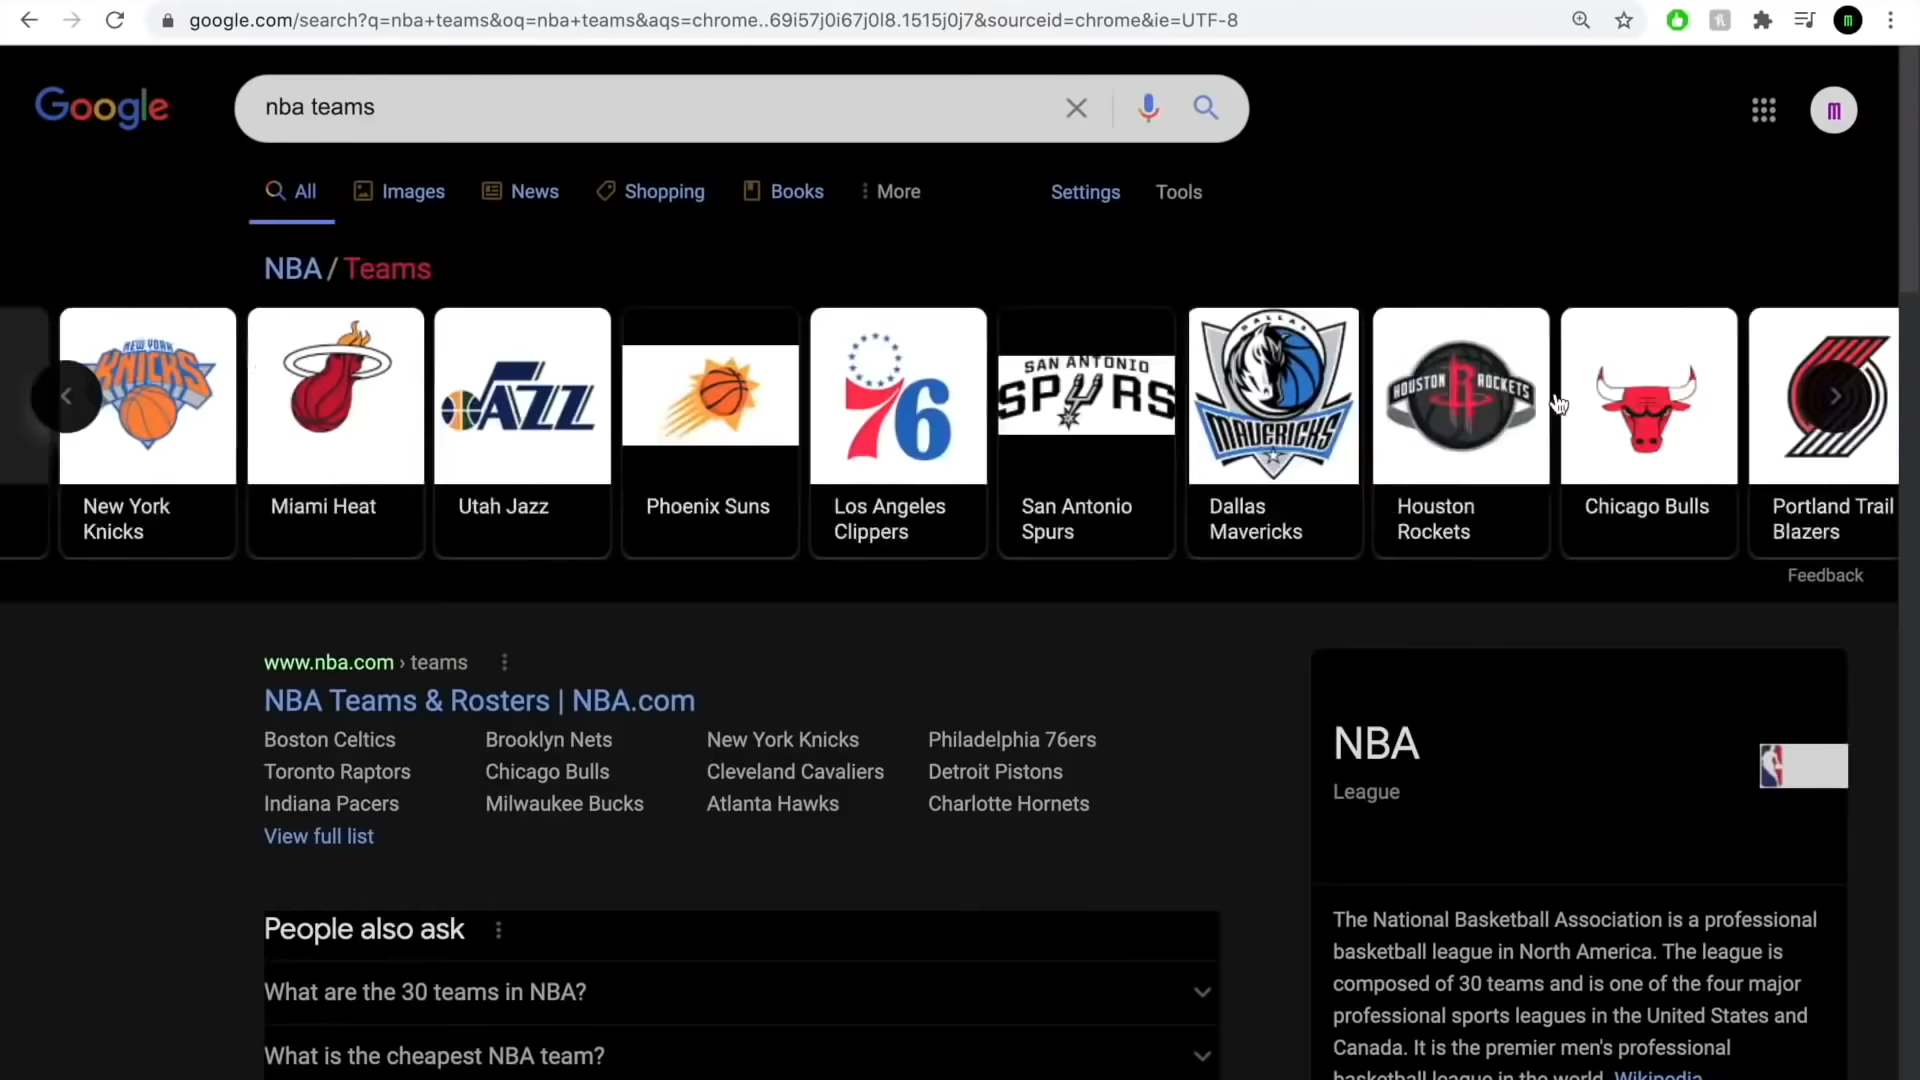 google.com/search?q=nba+teams&oq=nba+teams&aqs=chrome..69i57j0i67j0l8.1515j0j7&sourceid=chrome&ie=UTF-8
Google
nba teams
All
Images
News
Shopping
Books
More
Settings
Tools
NBA / Teams
NEW YORK
KNICKS
JAZZ
76
SAN ANTONIO
SPURS
DALLAS
MAVERICKS
HOUSTON R ROCKETS
New York
Knicks
Miami Heat
Utah Jazz
Phoenix Suns
Los Angeles
Clippers
San Antonio
Spurs
Dallas
Mavericks
Houston
Rockets
Chicago Bulls
Portland Trail
Blazers
Feedback
www.nba.com › teams
NBA Teams & Rosters | NBA.com
Boston Celtics
Brooklyn Nets
New York Knicks
Philadelphia 76ers
Toronto Raptors
Chicago Bulls
Cleveland Cavaliers
Detroit Pistons
Indiana Pacers
Milwaukee Bucks
Atlanta Hawks
Charlotte Hornets
View full list
People also ask
What are the 30 teams in NBA?
What is the cheapest NBA team?
NBA
League
The National Basketball Association is a professional
basketball league in North America. The league is
composed of 30 teams and is one of the four major
professional sports leagues in the United States and
Canada. It is the premier men's professional
basketball league in the world. Wikipedia